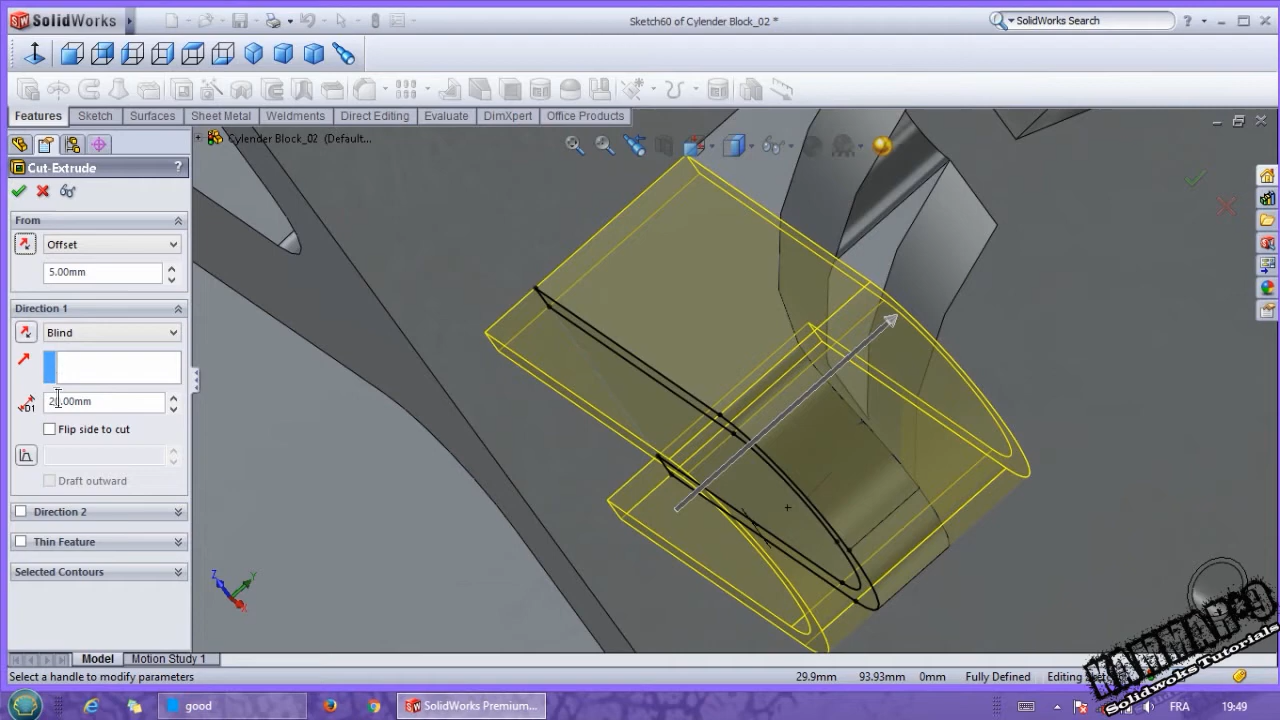 SolidWorks
Sketch60 of Cylender Block_02 *
SolidWorks Search
?
Features
Sketch
Surfaces
Sheet Metal
Weldments
Direct Editing
Evaluate
DimXpert
Office Products
Cylender Block_02 (Default...
Cut-Extrude
?
From
Offset
5.00mm
Direction 1
Blind
D1
Flip side to cut
Draft outward
Direction 2
Thin Feature
Selected Contours
Z
Y
X
Model
Motion Study 1
Select a handle to modify parameters
29.9mm
93.93mm
0mm
Fully Defined
good
SolidWorks Premium...
FR
19:49
Solidworks Tutorials